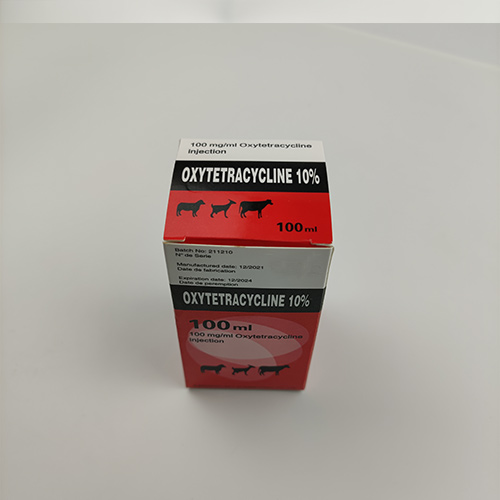 100 mg/ml Oxytetracycline
injection
OXYTETRACYCLINE 10%
100 ml
Batch No: 211210
N° de Serie
Manufactured date: 12/2021
Date de fabrication
Expiration date: 12/2024
Date de peremption
OXYTETRACYCLINE 10%
100 ml
100 mg/ml Oxytetracycline
injection